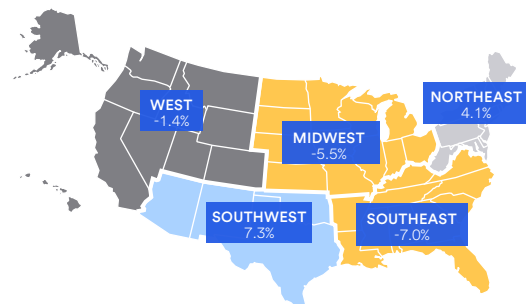 WEST
-1.4%
MIDWEST
-5.5%
NORTHEAST
4.1%
SOUTHWEST
7.3%
SOUTHEAST
-7.0%